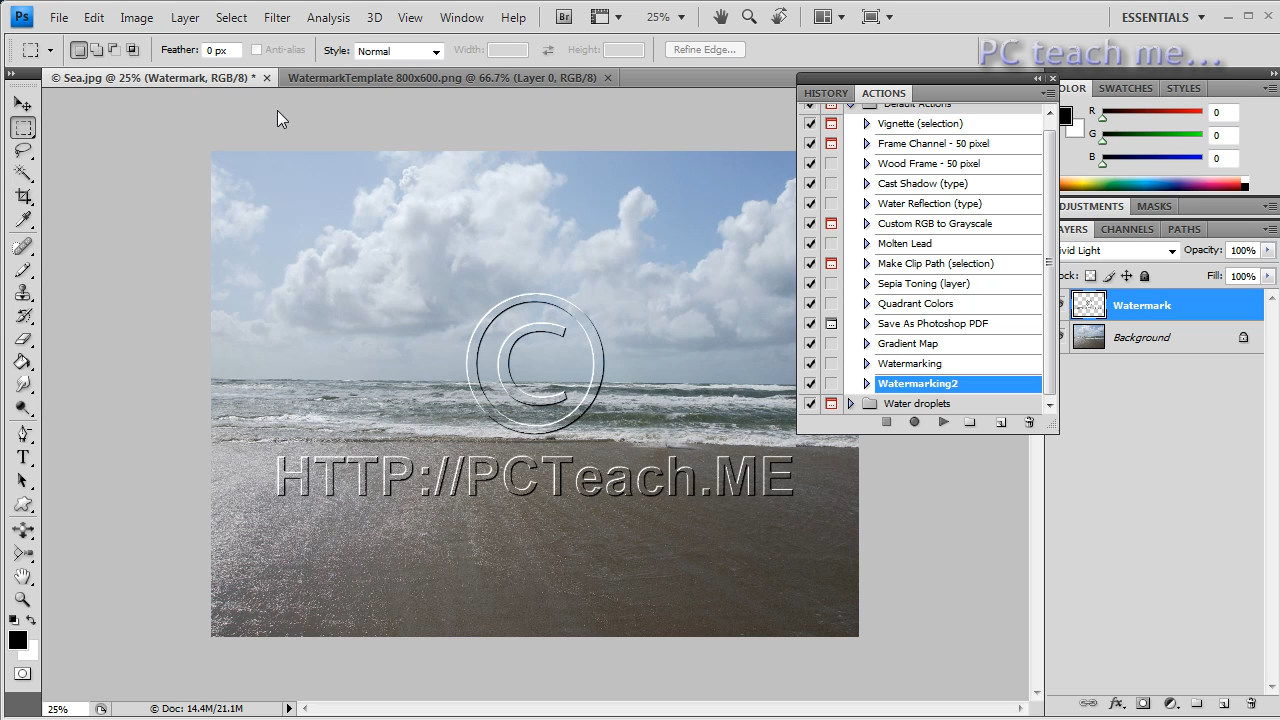 Ps File Edit Image Layer Select Filter Analysis 3D View Window Help Br 25% ESSENTIALS
Feather: 0 px Anti-alias Style: Normal Width: Height: Refine Edge...
PC teach me...
© Sea.jpg @ 25% (Watermark, RGB/8) * × Watermarktemplate 800x600.png @ 66.7% (Layer 0, RGB/8) ×
HISTORY ACTIONS
Default Actions
Vignette (selection)
Frame Channel - 50 pixel
Wood Frame - 50 pixel
Cast Shadow (type)
Water Reflection (type)
Custom RGB to Grayscale
Molten Lead
Make Clip Path (selection)
Sepia Toning (layer)
Quadrant Colors
Save As Photoshop PDF
Gradient Map
Watermarking
Watermarking2
Water droplets
OLOR SWATCHES STYLES
R 0
G 0
B 0
DJUSTMENTS MASKS
AYERS CHANNELS PATHS
ivid Light Opacity: 100%
ock: Fill: 100%
Watermark
Background
©
HTTP://PCTeach.ME
T
25% © Doc: 14.4M/21.1M
fx